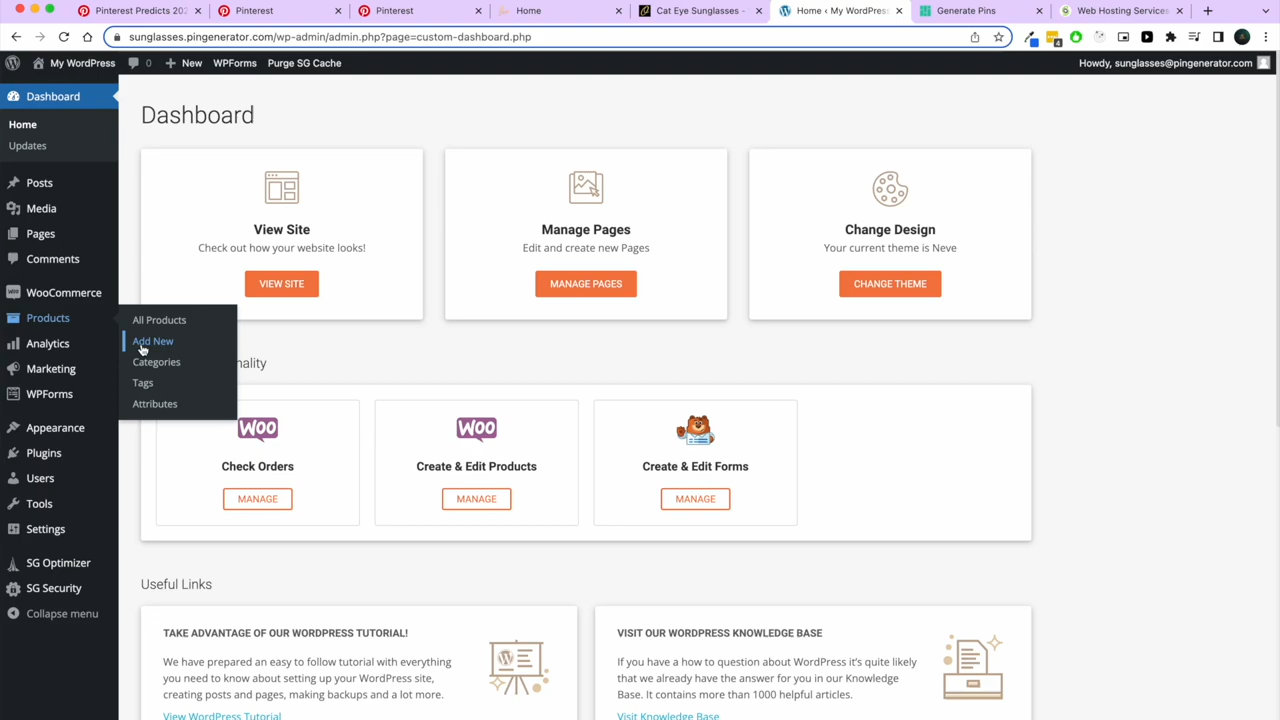 Pinterest Predicts 202
Pinterest
Pinterest
Home
Cat Eye Sunglasses -
Home ‹ My WordPress
Generate Pins
Web Hosting Services
sunglasses.pingenerator.com/wp-admin/admin.php?page=custom-dashboard.php
4
My WordPress
0
New
WPForms
Purge SG Cache
Howdy, sunglasses@pingenerator.com
Dashboard
Home
Updates
Posts
Media
Pages
Comments
WooCommerce
Products
Analytics
Marketing
WPForms
Appearance
Plugins
Users
Tools
Settings
SG Optimizer
SG Security
Collapse menu
All Products
Add New
Categories
Tags
Attributes
Dashboard
View Site
Check out how your website looks!
VIEW SITE
Manage Pages
Edit and create new Pages
MANAGE PAGES
Change Design
Your current theme is Neve
CHANGE THEME
nality
WOO
Check Orders
MANAGE
WOO
Create & Edit Products
MANAGE
Create & Edit Forms
MANAGE
Useful Links
TAKE ADVANTAGE OF OUR WORDPRESS TUTORIAL!
We have prepared an easy to follow tutorial with everything
you need to know about setting up your WordPress site,
creating posts and pages, making backups and a lot more.
View WordPress Tutorial
VISIT OUR WORDPRESS KNOWLEDGE BASE
If you have a how-to question about WordPress it's quite likely
that we already have the answer for you in our Knowledge
Base. It contains more than 1000 helpful articles.
Visit Knowledge Base